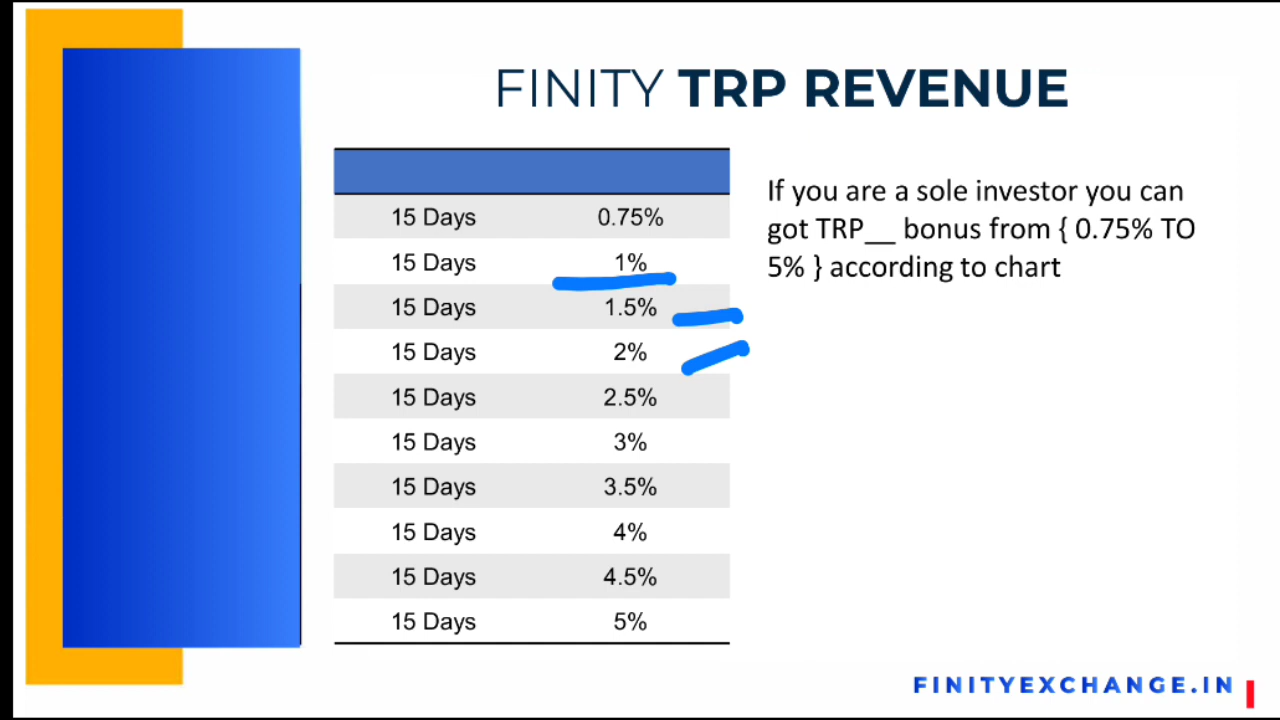 FINITY TRP REVENUE
15 Days 0.75%
15 Days 1%
15 Days 1.5%
15 Days 2%
15 Days 2.5%
15 Days 3%
15 Days 3.5%
15 Days 4%
15 Days 4.5%
15 Days 5%
If you are a sole investor you can
got TRP__ bonus from { 0.75% TO
5% } according to chart
FINITYEXCHANGE.IN